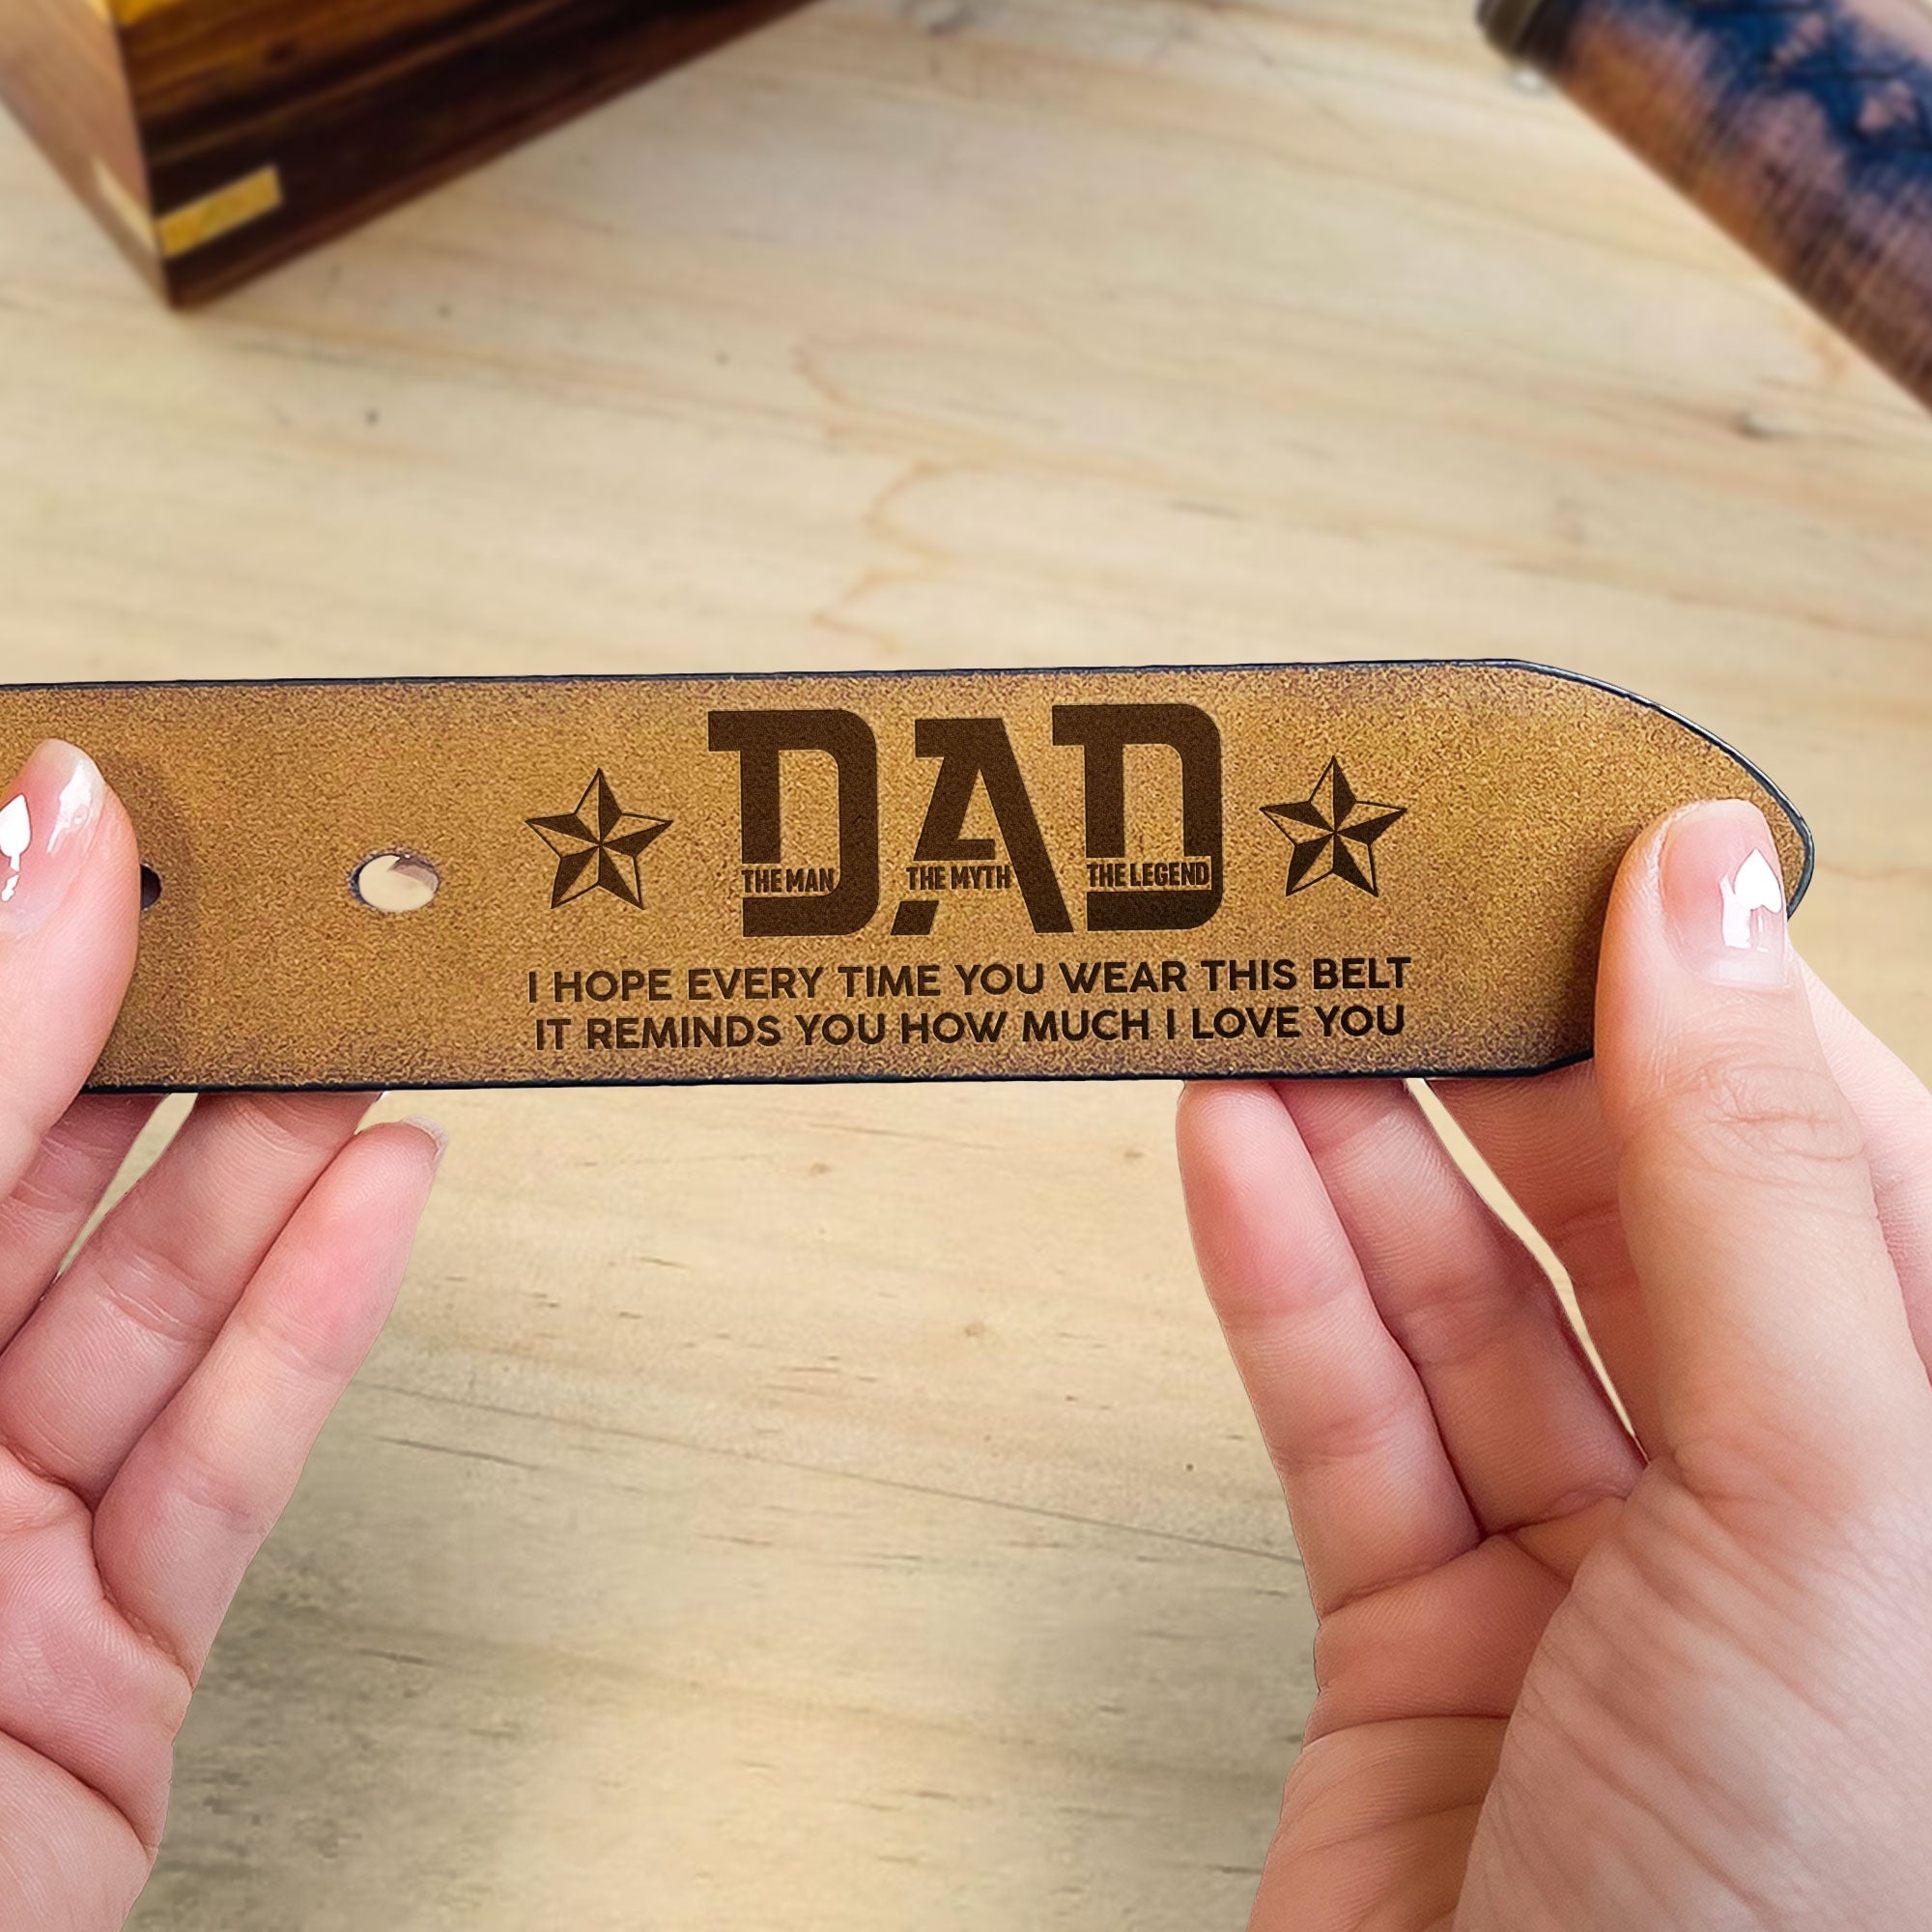 DAD
THE MAN THE MYTH THE LEGEND
I HOPE EVERY TIME YOU WEAR THIS BELT
IT REMINDS YOU HOW MUCH I LOVE YOU